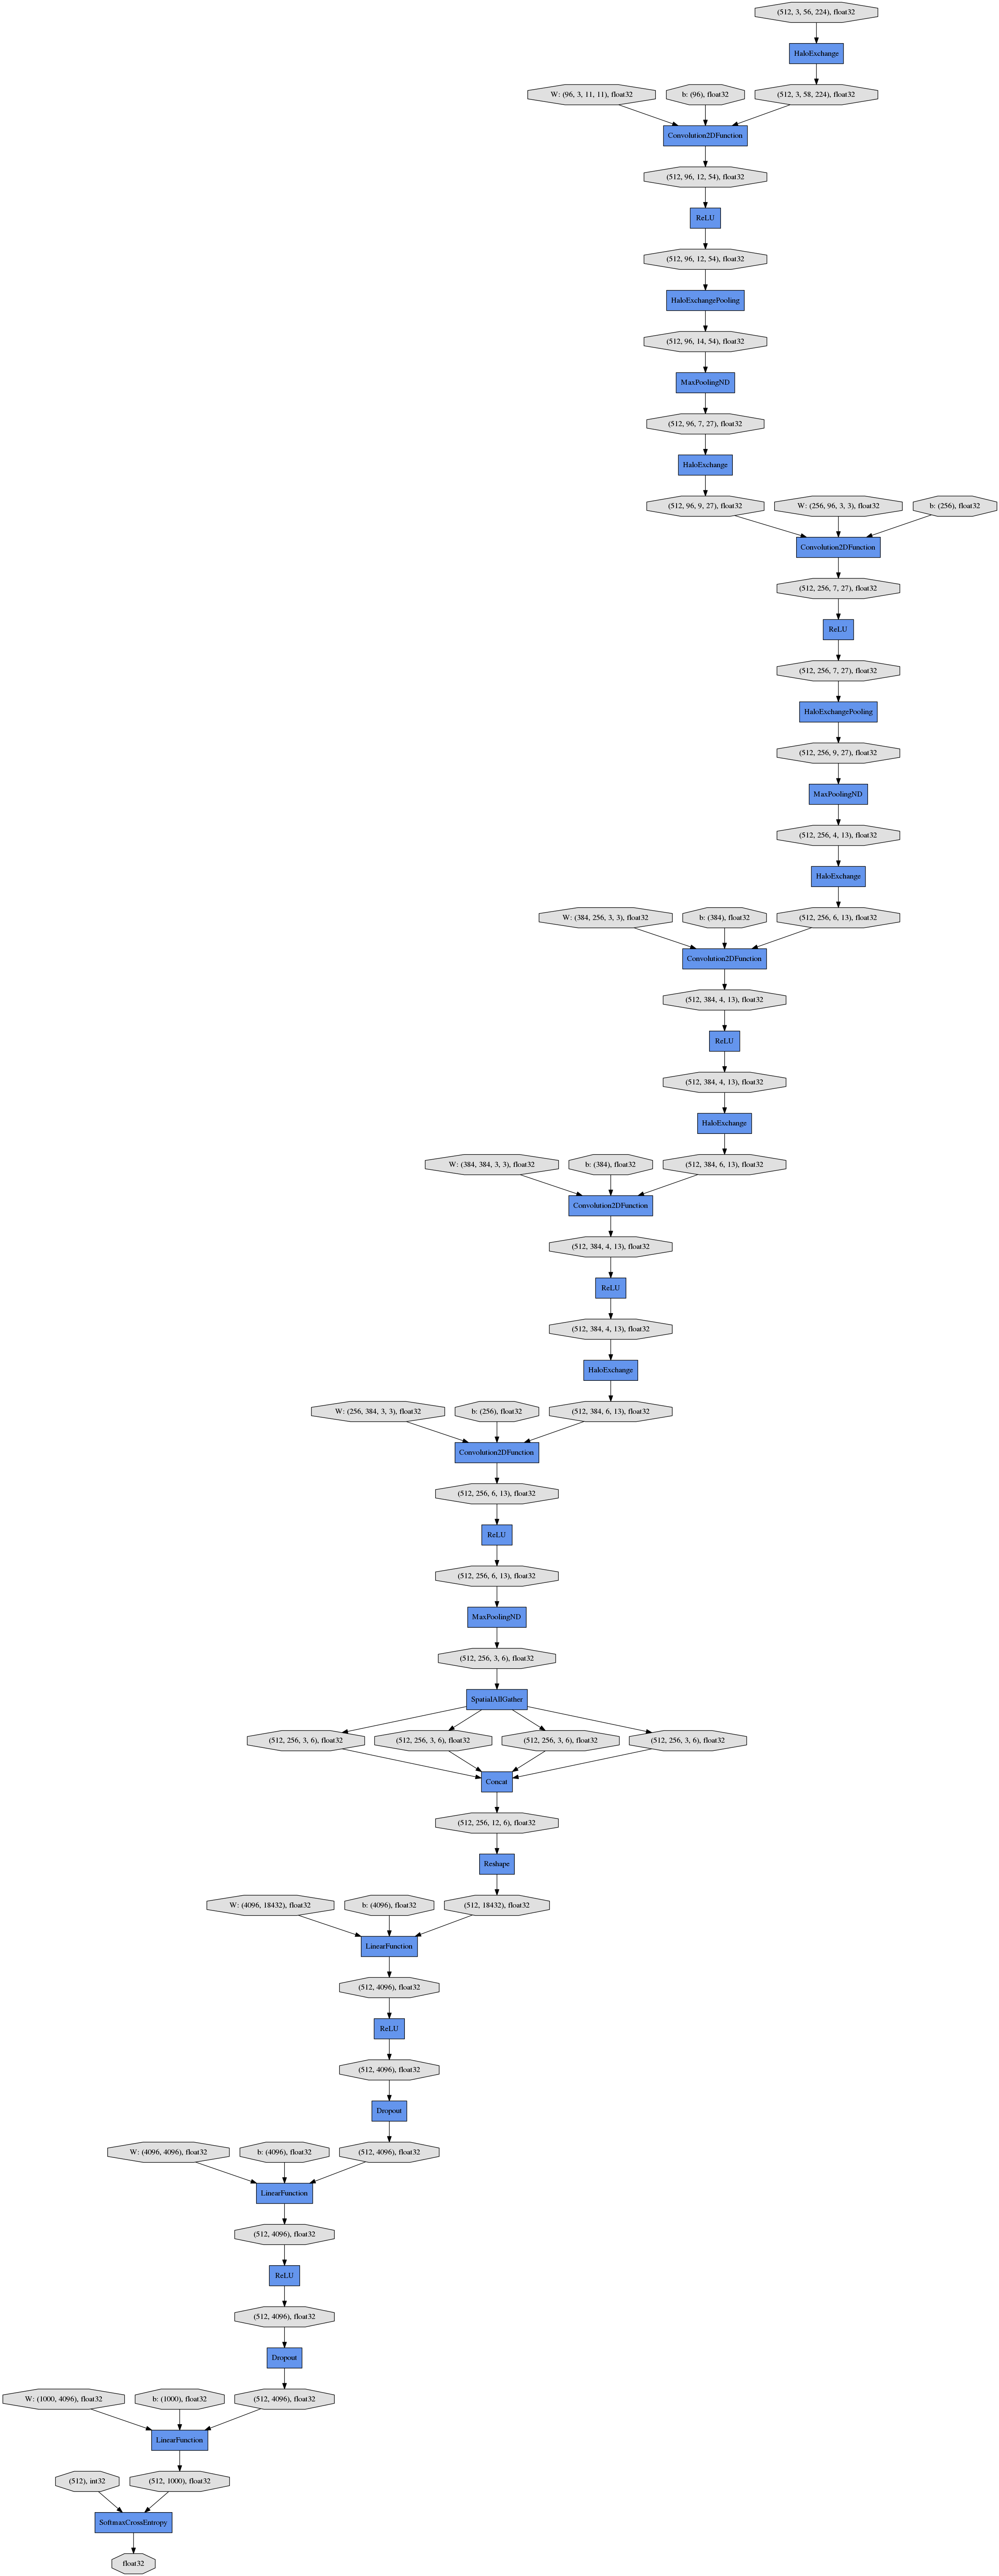 (512, 3, 56, 224), float32
HaloExchange
W: (96, 3, 11, 11), float32
b: (96), float32
(512, 3, 58, 224), float32
Convolution2DFunction
(512, 96, 12, 54), float32
ReLU
(512, 96, 12, 54), float32
HaloExchangePooling
(512, 96, 14, 54), float32
MaxPoolingND
(512, 96, 7, 27), float32
HaloExchange
(512, 96, 9, 27), float32
W: (256, 96, 3, 3), float32
b: (256), float32
Convolution2DFunction
(512, 256, 7, 27), float32
ReLU
(512, 256, 7, 27), float32
HaloExchangePooling
(512, 256, 9, 27), float32
MaxPoolingND
(512, 256, 4, 13), float32
HaloExchange
W: (384, 256, 3, 3), float32
b: (384), float32
(512, 256, 6, 13), float32
Convolution2DFunction
(512, 384, 4, 13), float32
ReLU
(512, 384, 4, 13), float32
HaloExchange
W: (384, 384, 3, 3), float32
b: (384), float32
(512, 384, 6, 13), float32
Convolution2DFunction
(512, 384, 4, 13), float32
ReLU
(512, 384, 4, 13), float32
HaloExchange
W: (256, 384, 3, 3), float32
b: (256), float32
(512, 384, 6, 13), float32
Convolution2DFunction
(512, 256, 6, 13), float32
ReLU
(512, 256, 6, 13), float32
MaxPoolingND
(512, 256, 3, 6), float32
SpatialAllGather
(512, 256, 3, 6), float32
(512, 256, 3, 6), float32
(512, 256, 3, 6), float32
(512, 256, 3, 6), float32
Concat
(512, 256, 12, 6), float32
Reshape
W: (4096, 18432), float32
b: (4096), float32
(512, 18432), float32
LinearFunction
(512, 4096), float32
ReLU
(512, 4096), float32
Dropout
W: (4096, 4096), float32
b: (4096), float32
(512, 4096), float32
LinearFunction
(512, 4096), float32
ReLU
(512, 4096), float32
Dropout
W: (1000, 4096), float32
b: (1000), float32
(512, 4096), float32
LinearFunction
(512), int32
(512, 1000), float32
SoftmaxCrossEntropy
float32